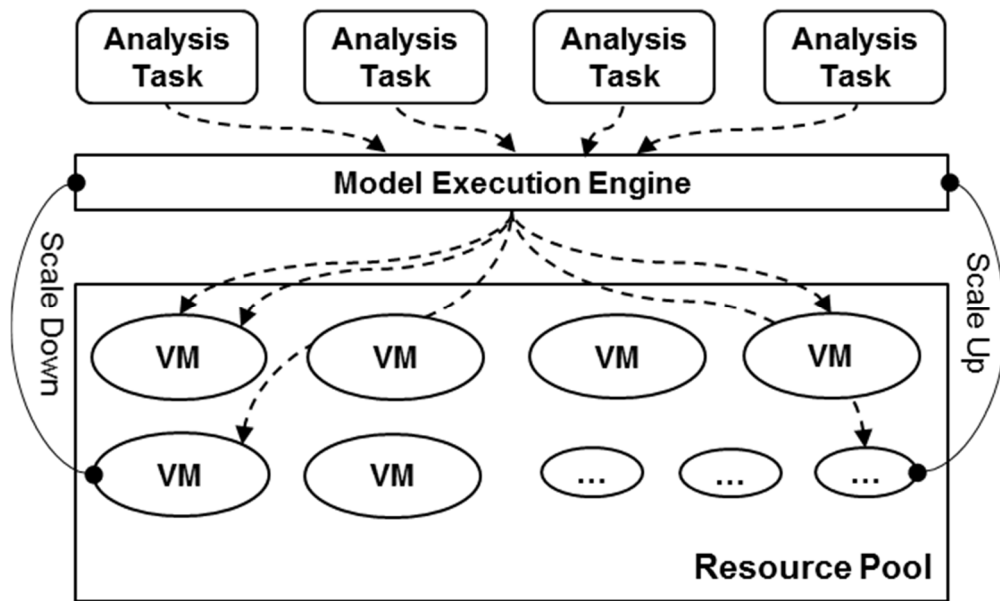 Analysis
Task
Analysis
Task
Analysis
Task
Analysis
Task
Model Execution Engine
Scale Down
Scale Up
VM
VM
VM
VM
VM
VM
...
...
...
Resource Pool